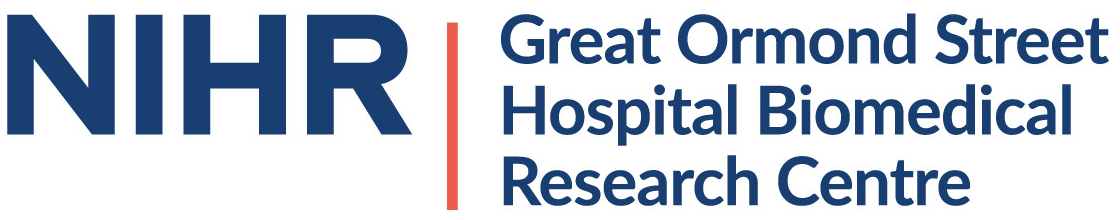 NIHR
Great Ormond Street
Hospital Biomedical
Research Centre